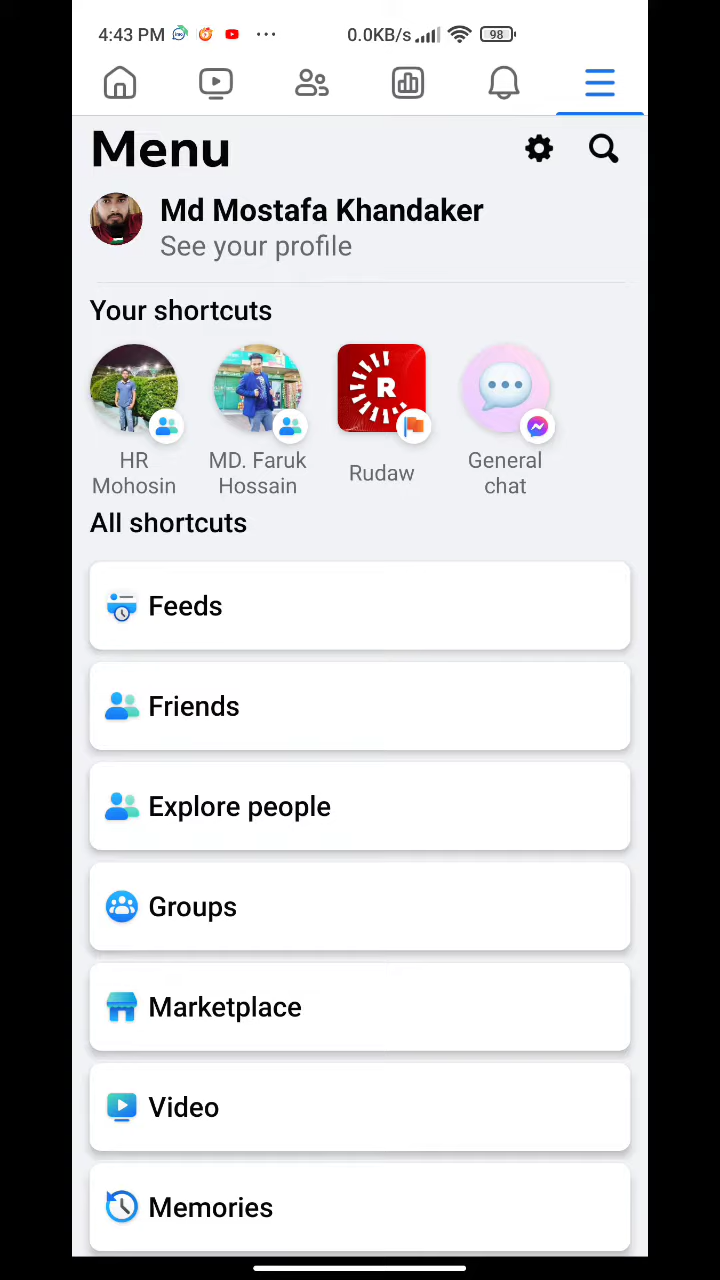 4:43 PM 0.0KB/s 98
Menu
Md Mostafa Khandaker
See your profile
Your shortcuts
HR Mohosin
MD. Faruk Hossain
R
Rudaw
General chat
All shortcuts
Feeds
Friends
Explore people
Groups
Marketplace
Video
Memories